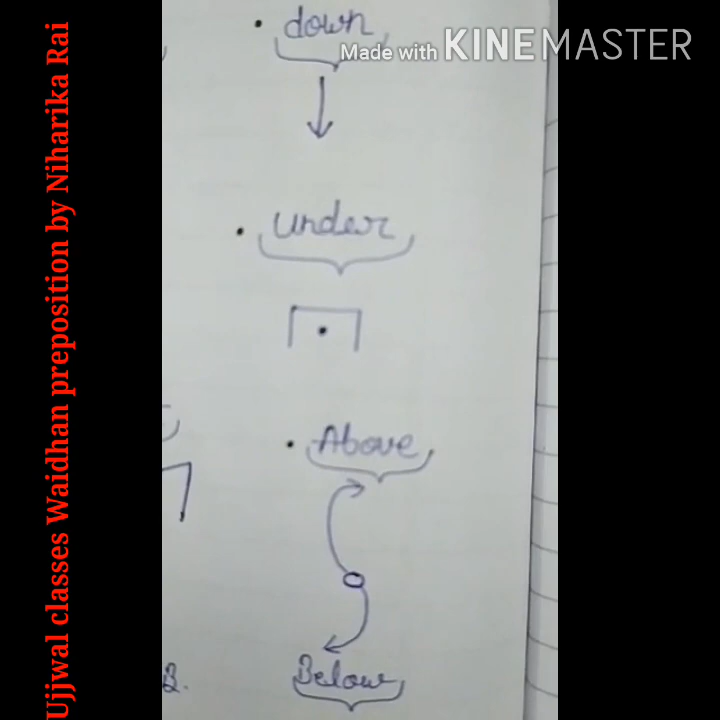 Ujjwal classes Waidhan preposition by Niharika Rai
Made with KINEMASTER
• down
• under
• Above
B.
Below